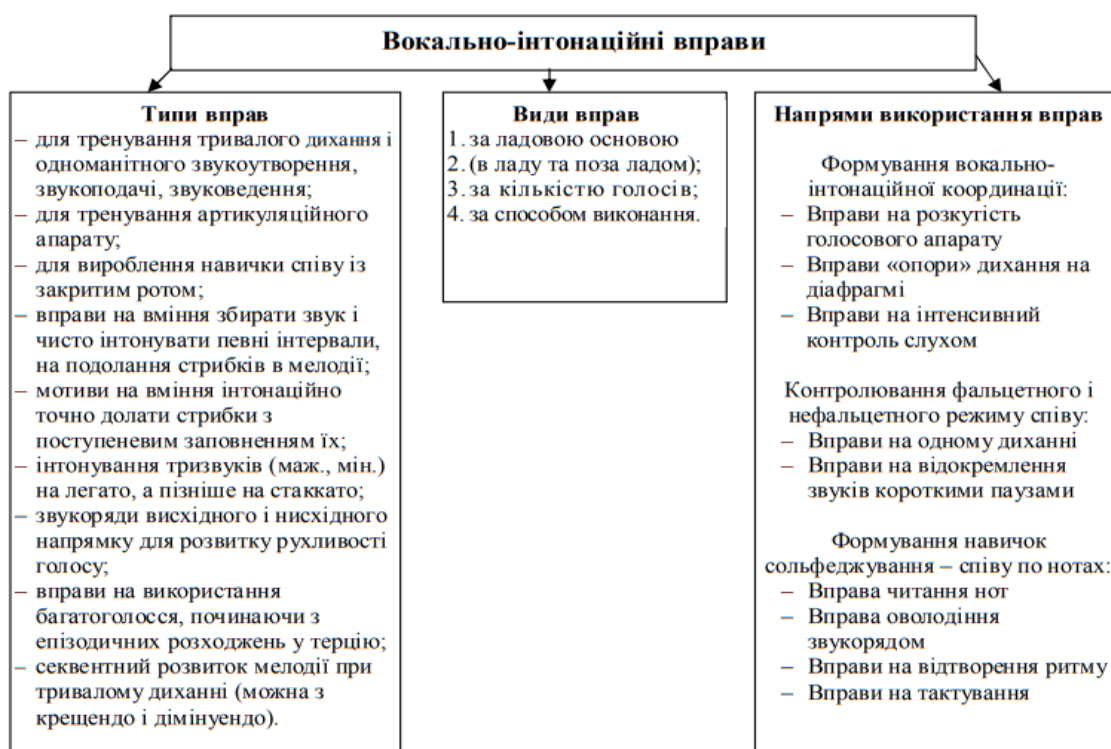 Вокально-інтонаційні вправи
Типи вправ
– для тренування тривалого дихання і
одноманітного звукоутворення,
звукоподачі, звуковедення;
– для тренування артикуляційного
апарату;
– для вироблення навички співу із
закритим ротом;
– вправи на вміння збирати звук і
чисто інтонувати певні інтервали,
на подолання стрибків в мелодії;
– мотиви на вміння інтонаційно
точно долати стрибки з
поступеневим заповненням їх;
– інтонування тризвуків (маж., мін.)
на легато, а пізніше на стаккато;
– звукоряди висхідного і нисхідного
напрямку для розвитку рухливості
голосу;
– вправи на використання
багатоголосся, починаючи з
епізодичних розходжень у терцію;
– секвентний розвиток мелодії при
тривалому диханні (можна з
крещендо і дімінуендо).
Види вправ
1. за ладовою основою
2. (в ладу та поза ладом);
3. за кількістю голосів;
4. за способом виконання.
Напрями використання вправ
Формування вокально-
інтонаційної координації:
– Вправи на розкутість
голосового апарату
– Вправи «опори» дихання на
діафрагмі
– Вправи на інтенсивний
контроль слухом
Контролювання фальцетного і
нефальцетного режиму співу:
– Вправи на одному диханні
– Вправи на відокремлення
звуків короткими паузами
Формування навичок
сольфеджування – співу по нотах:
– Вправа читання нот
– Вправа оволодіння
звукорядом
– Вправи на відтворення ритму
– Вправи на тактування